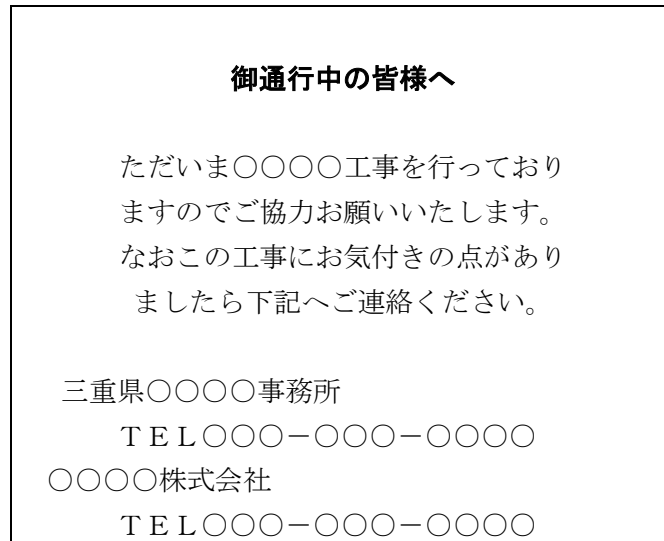 御通行中の皆様へ
ただいま○○○○工事を行っており
ますのでご協力お願いいたします。
なおこの工事にお気付きの点があり
ましたら下記へご連絡ください。
三重県○○○○事務所
ＴＥＬ○○○－○○○－○○○○
○○○○株式会社
ＴＥＬ○○○－○○○－○○○○